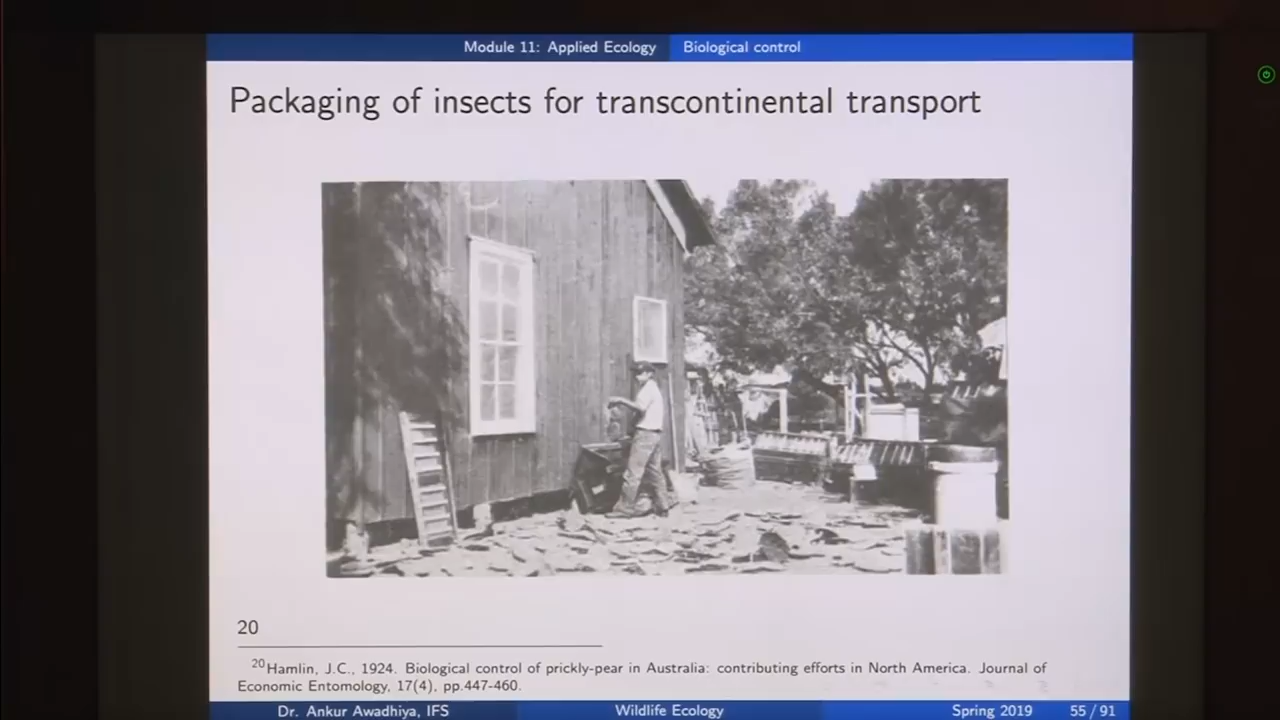 Module 11: Applied Ecology Biological control
Packaging of insects for transcontinental transport
20
20Hamlin, J.C., 1924. Biological control of prickly-pear in Australia: contributing efforts in North America. Journal of
Economic Entomology, 17(4), pp.447-460.
Dr. Ankur Awadhiya, IFS Wildlife Ecology Spring 2019 55 / 91